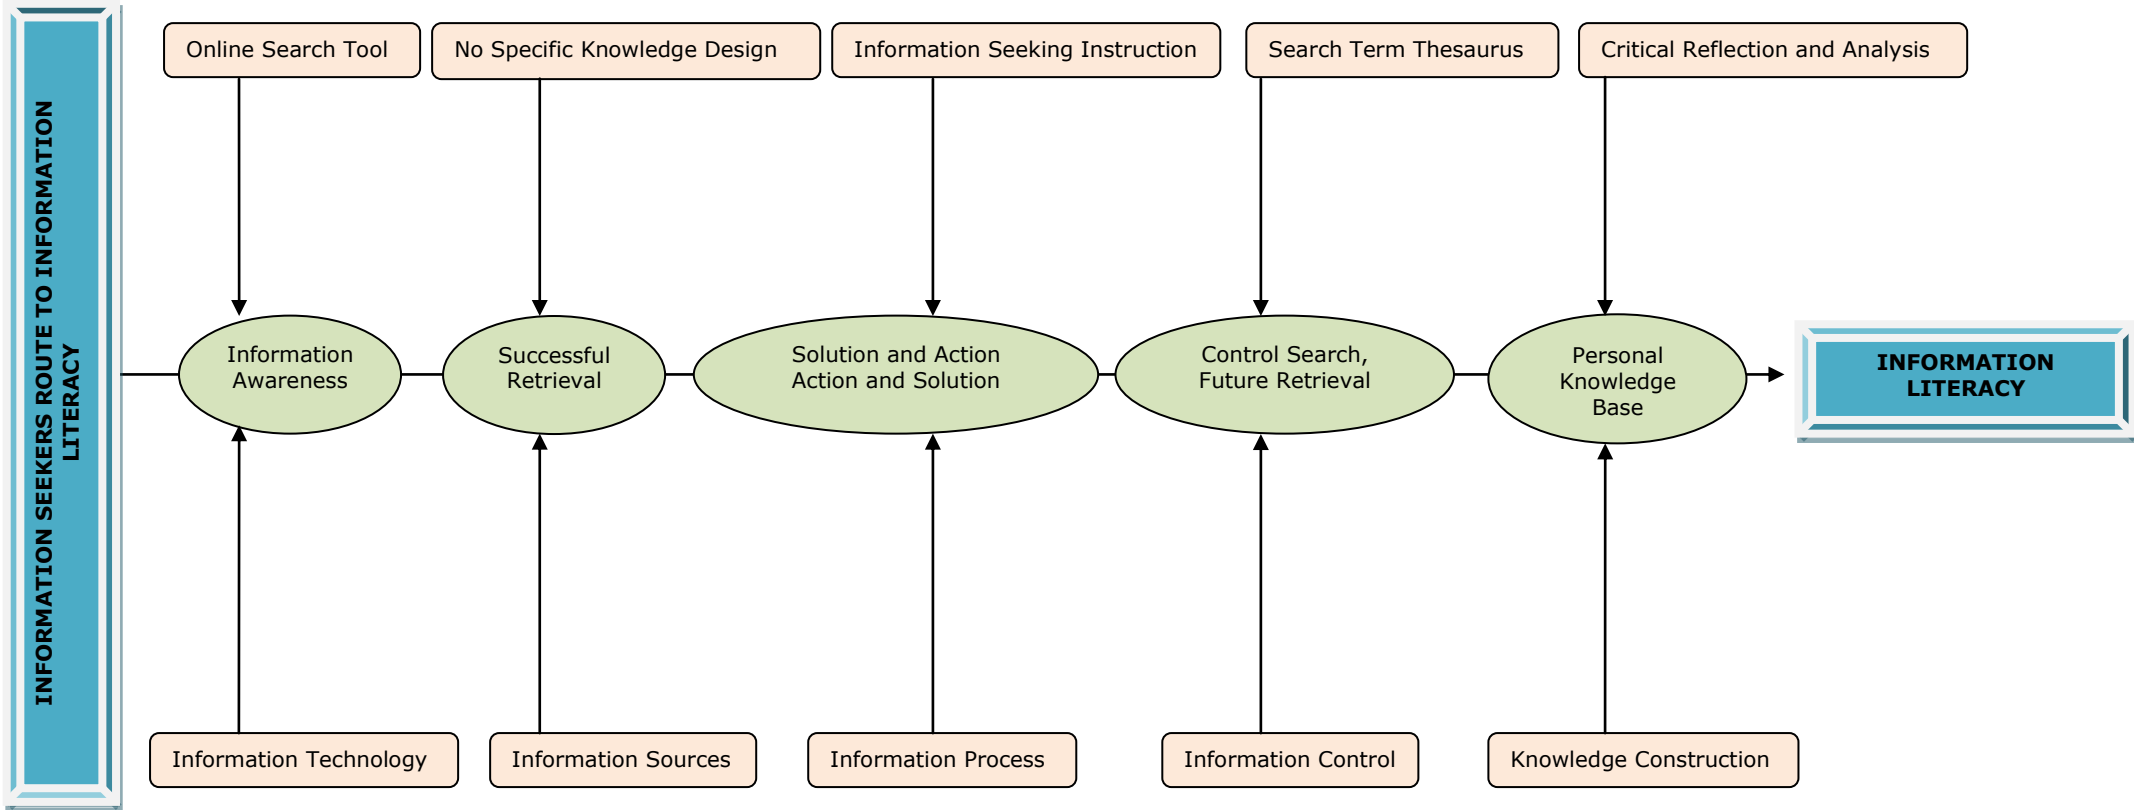 INFORMATION SEEKERS ROUTE TO INFORMATION
LITERACY
Online Search Tool
No Specific Knowledge Design
Information Seeking Instruction
Search Term Thesaurus
Critical Reflection and Analysis
Information
Awareness
Successful
Retrieval
Solution and Action
Action and Solution
Control Search,
Future Retrieval
Personal
Knowledge
Base
INFORMATION
LITERACY
Information Technology
Information Sources
Information Process
Information Control
Knowledge Construction